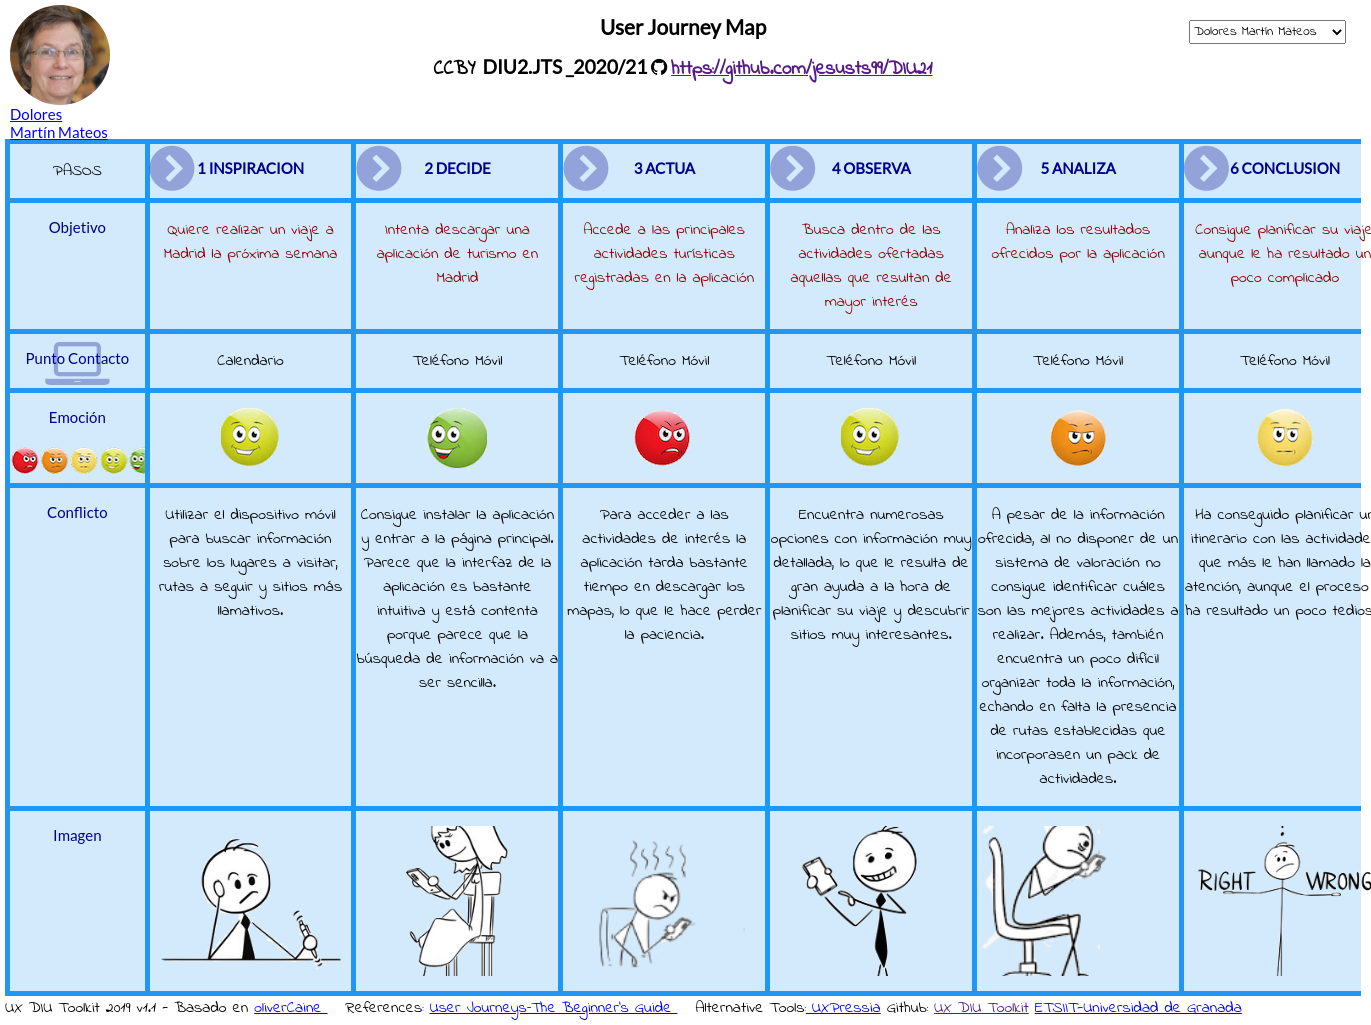 User Journey Map
Dolores Martín Mateos
CCBY DIU2.JTS _2020/21 https://github.com/jesusts99/DIU21
Dolores
Martín Mateos
PASOS
1 INSPIRACION
2 DECIDE
3 ACTUA
4 OBSERVA
5 ANALIZA
6 CONCLUSION
Objetivo
Quiere realizar un viaje a
Madrid la próxima semana
Intenta descargar una
aplicación de turismo en
Madrid
Accede a las principales
actividades turísticas
registradas en la aplicación
Busca dentro de las
actividades ofertadas
aquellas que resultan de
mayor interés
Analiza los resultados
ofrecidos por la aplicación
Consigue planificar su viaje
aunque le ha resultado un
poco complicado
Punto Contacto
Calendario
Teléfono Móvil
Teléfono Móvil
Teléfono Móvil
Teléfono Móvil
Teléfono Móvil
Emoción
Conflicto
Utilizar el dispositivo móvil
para buscar información
sobre los lugares a visitar,
rutas a seguir y sitios más
llamativos.
Consigue instalar la aplicación
y entrar a la página principal.
Parece que la interfaz de la
aplicación es bastante
intuitiva y está contenta
porque parece que la
búsqueda de información va a
ser sencilla.
Para acceder a las
actividades de interés la
aplicación tarda bastante
tiempo en descargar los
mapas, lo que le hace perder
la paciencia.
Encuentra numerosas
opciones con información muy
detallada, lo que le resulta de
gran ayuda a la hora de
planificar su viaje y descubrir
sitios muy interesantes.
A pesar de la información
ofrecida, al no disponer de un
sistema de valoración no
consigue identificar cuáles
son las mejores actividades a
realizar. Además, también
encuentra un poco difícil
organizar toda la información,
echando en falta la presencia
de rutas establecidas que
incorporasen un pack de
actividades.
Ha conseguido planificar un
itinerario con las actividade
que más le han llamado la
atención, aunque el proceso
ha resultado un poco tedios
Imagen
RIGHT WRONG
UX DIU Toolkit 2019 v1.1 - Basado en oliverCaine References: User Journeys-The Beginner's Guide Alternative Tools: UXPressia Github: UX DIU Toolkit ETSIIT-Universidad de Granada